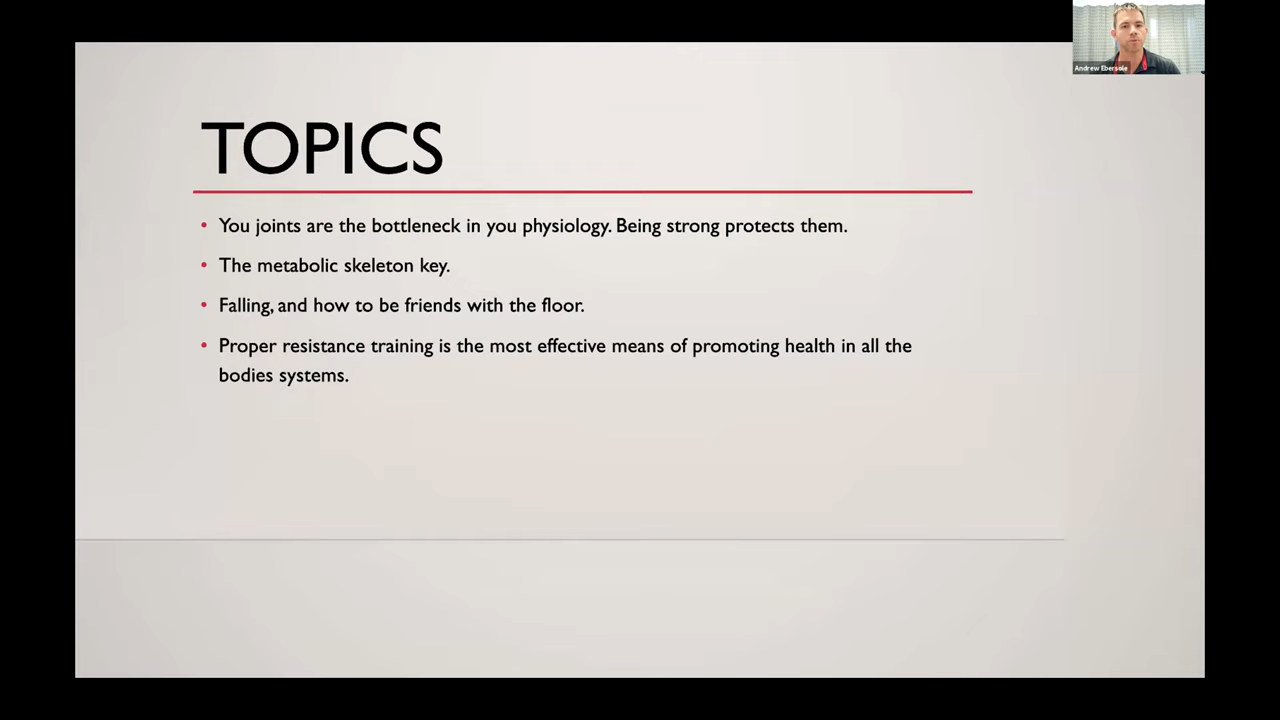 Andrew Ebersole
TOPICS
• You joints are the bottleneck in you physiology. Being strong protects them.
• The metabolic skeleton key.
• Falling, and how to be friends with the floor.
• Proper resistance training is the most effective means of promoting health in all the
bodies systems.